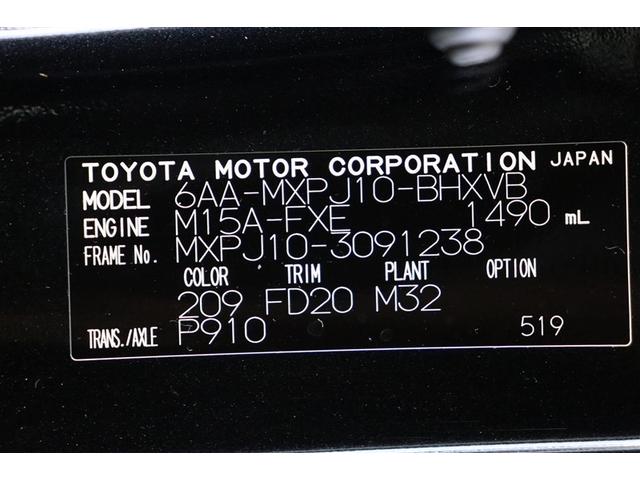 TOYOTA MOTOR CORPORATION JAPAN
MODEL 6AA-MXPJ10-BHXVB
ENGINE M15A-FXE 1490 mL
FRAME No. MXPJ10-3091238
COLOR TRIM PLANT OPTION
209 FD20 M32
TRANS./AXLE P910 519